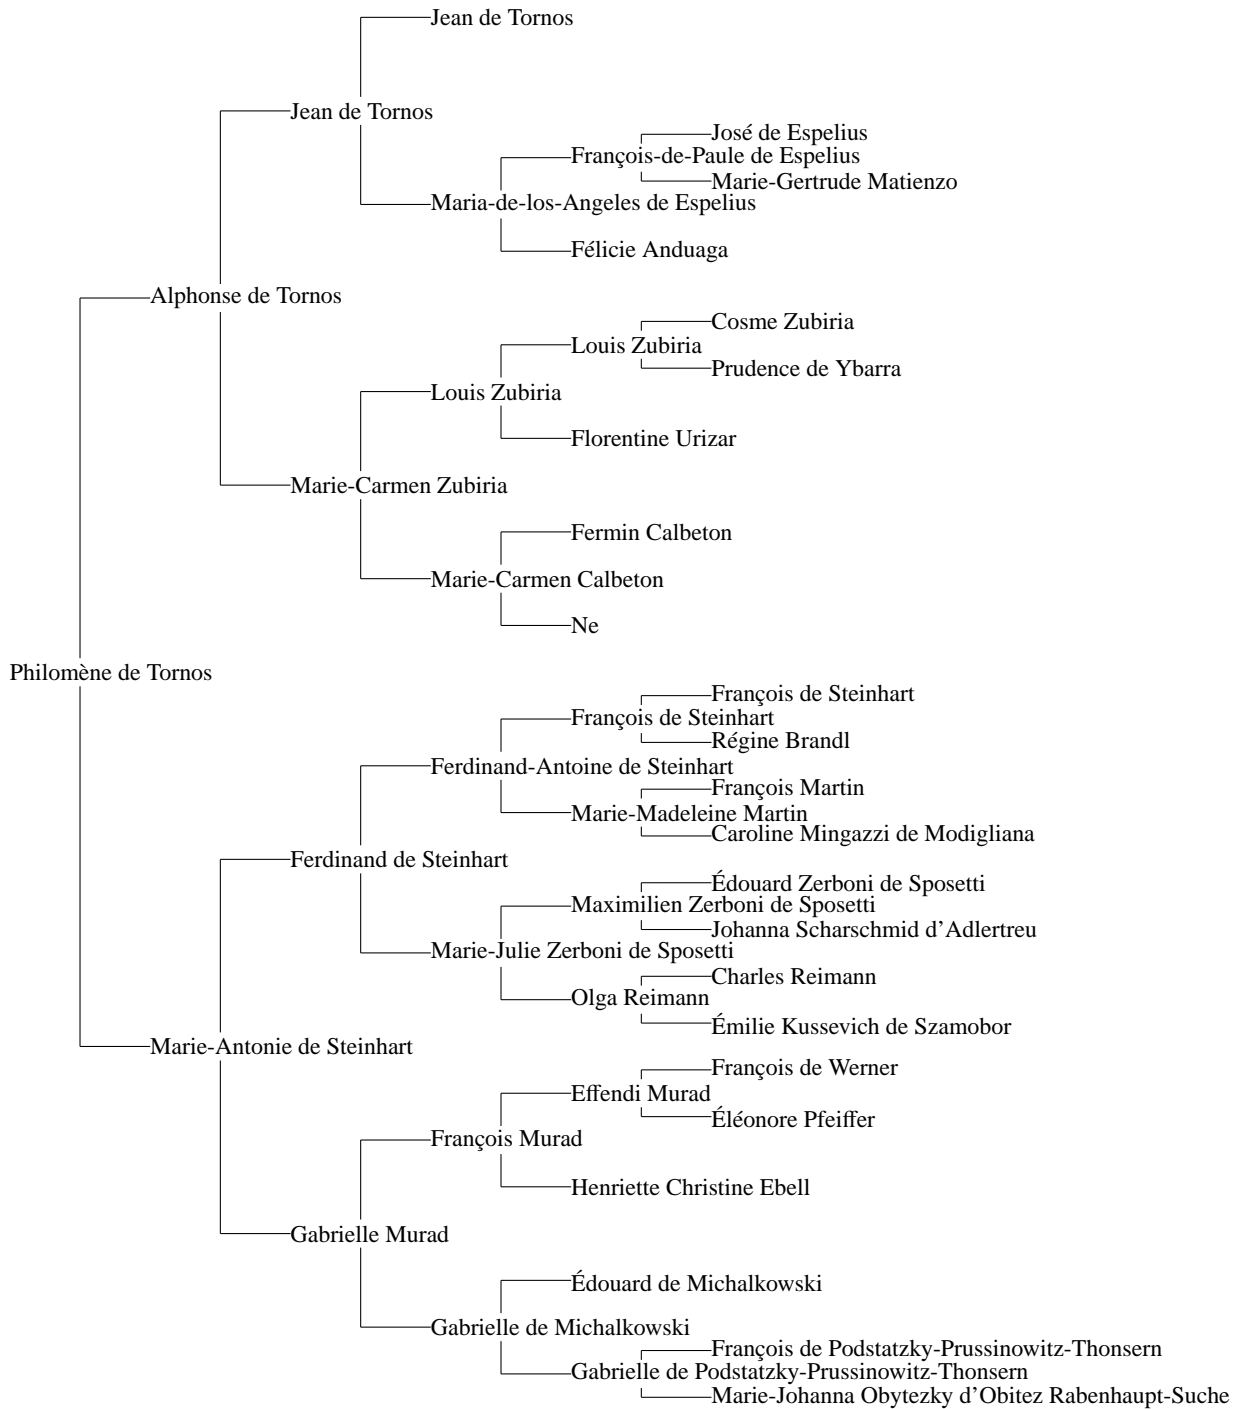 Jean de Tornos
Jean de Tornos
José de Espelius
François-de-Paule de Espelius
Marie-Gertrude Matienzo
Maria-de-los-Angeles de Espelius
Félicie Anduaga
Alphonse de Tornos
Cosme Zubiria
Louis Zubiria
Prudence de Ybarra
Louis Zubiria
Florentine Urizar
Marie-Carmen Zubiria
Fermin Calbeton
Marie-Carmen Calbeton
Ne
Philomène de Tornos
François de Steinhart
François de Steinhart
Régine Brandl
Ferdinand-Antoine de Steinhart
François Martin
Marie-Madeleine Martin
Caroline Mingazzi de Modigliana
Ferdinand de Steinhart
Édouard Zerboni de Sposetti
Maximilien Zerboni de Sposetti
Johanna Scharschmid d’Adlertreu
Marie-Julie Zerboni de Sposetti
Charles Reimann
Olga Reimann
Émilie Kussevich de Szamobor
Marie-Antonie de Steinhart
François de Werner
Effendi Murad
Éléonore Pfeiffer
François Murad
Henriette Christine Ebell
Gabrielle Murad
Édouard de Michalkowski
Gabrielle de Michalkowski
François de Podstatzky-Prussinowitz-Thonsern
Gabrielle de Podstatzky-Prussinowitz-Thonsern
Marie-Johanna Obytezky d’Obitez Rabenhaupt-Suche